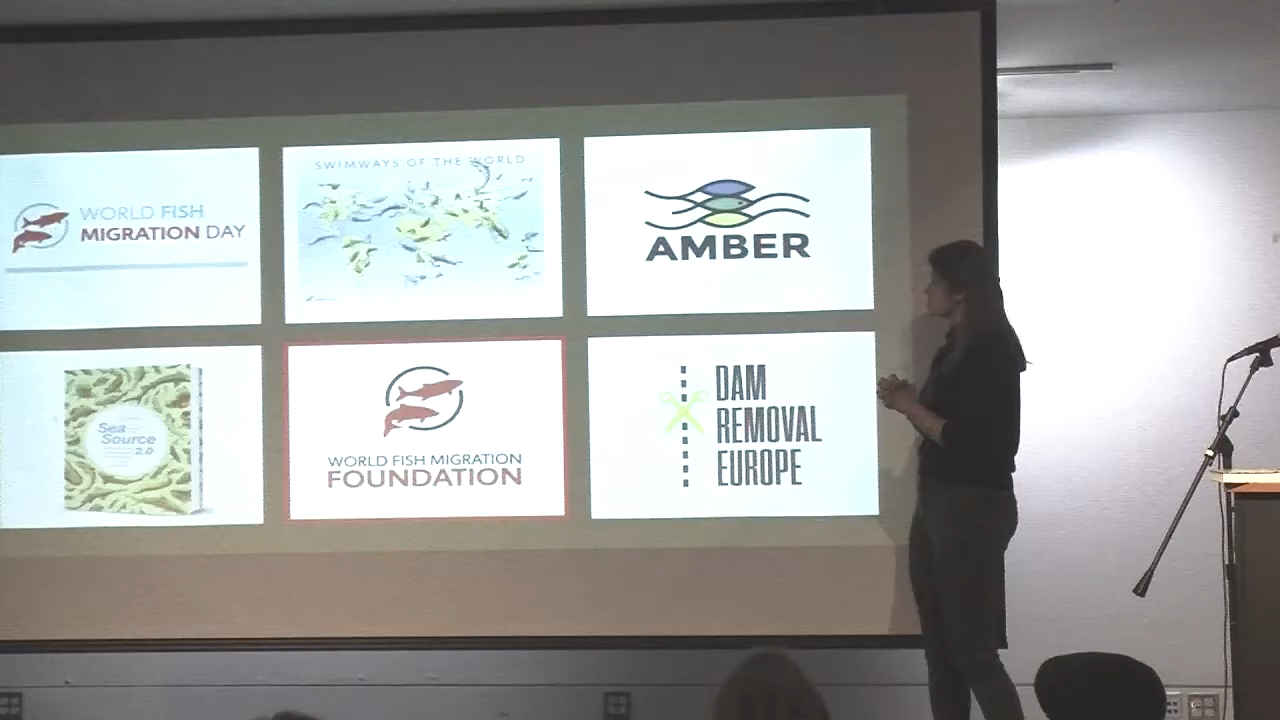 WORLD FISH
MIGRATION DAY
SWIMWAYS OF THE WORLD
AMBER
Sea
Source
2.0
WORLD FISH MIGRATION
FOUNDATION
DAM
REMOVAL
EUROPE